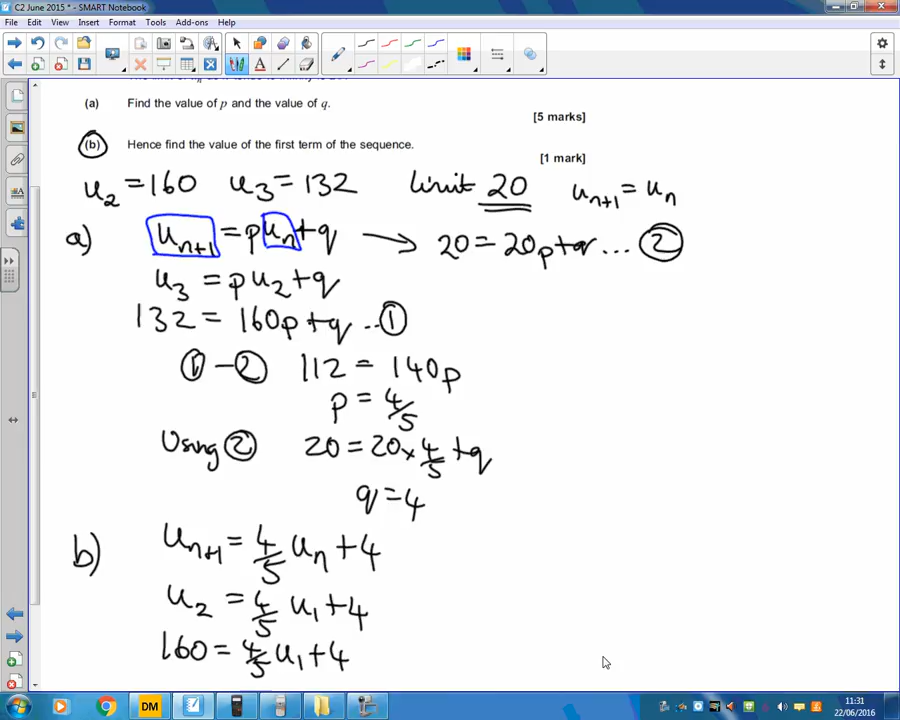 C2 June 2015 * - SMART Notebook
File Edit View Insert Format Tools Add-ons Help
(a) Find the value of p and the value of q.
[5 marks]
(b) Hence find the value of the first term of the sequence.
[1 mark]
u₂ = 160 u₃ = 132 limit 20 uₙ₊₁ = uₙ
a) uₙ₊₁ = puₙ + q → 20 = 20p + q ... ②
u₃ = pu₂ + q
132 = 160p + q ... ①
① - ② 112 = 140p
p = 4/5
Using ② 20 = 20 × 4/5 + q
q = 4
b) uₙ₊₁ = 4/5 uₙ + 4
u₂ = 4/5 u₁ + 4
160 = 4/5 u₁ + 4
DM
11:31
22/06/2016